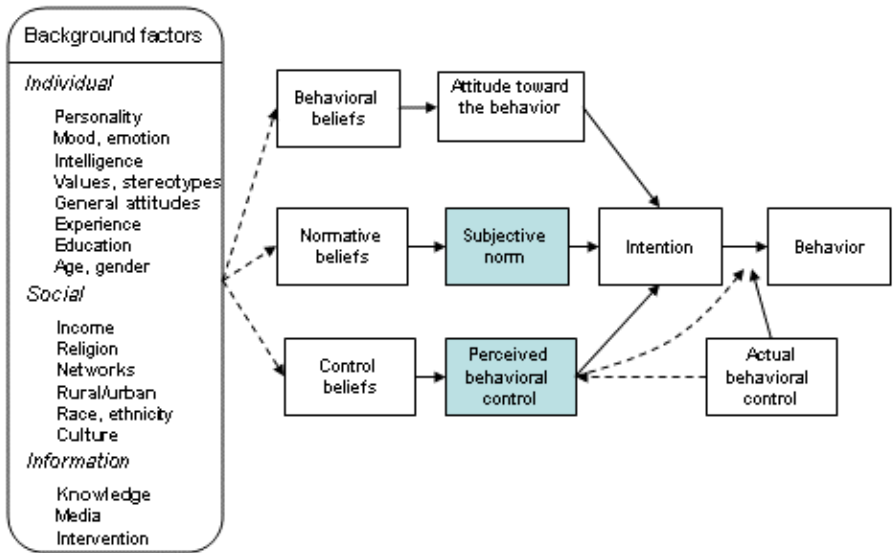 Background factors
Individual
Personality
Mood, emotion
Intelligence
Values, stereotypes
General attitudes
Experience
Education
Age, gender
Social
Income
Religion
Networks
Rural/urban
Race, ethnicity
Culture
Information
Knowledge
Media
Intervention
Behavioral
beliefs
Attitude toward
the behavior
Normative
beliefs
Subjective
norm
Intention
Behavior
Control
beliefs
Perceived
behavioral
control
Actual
behavioral
control